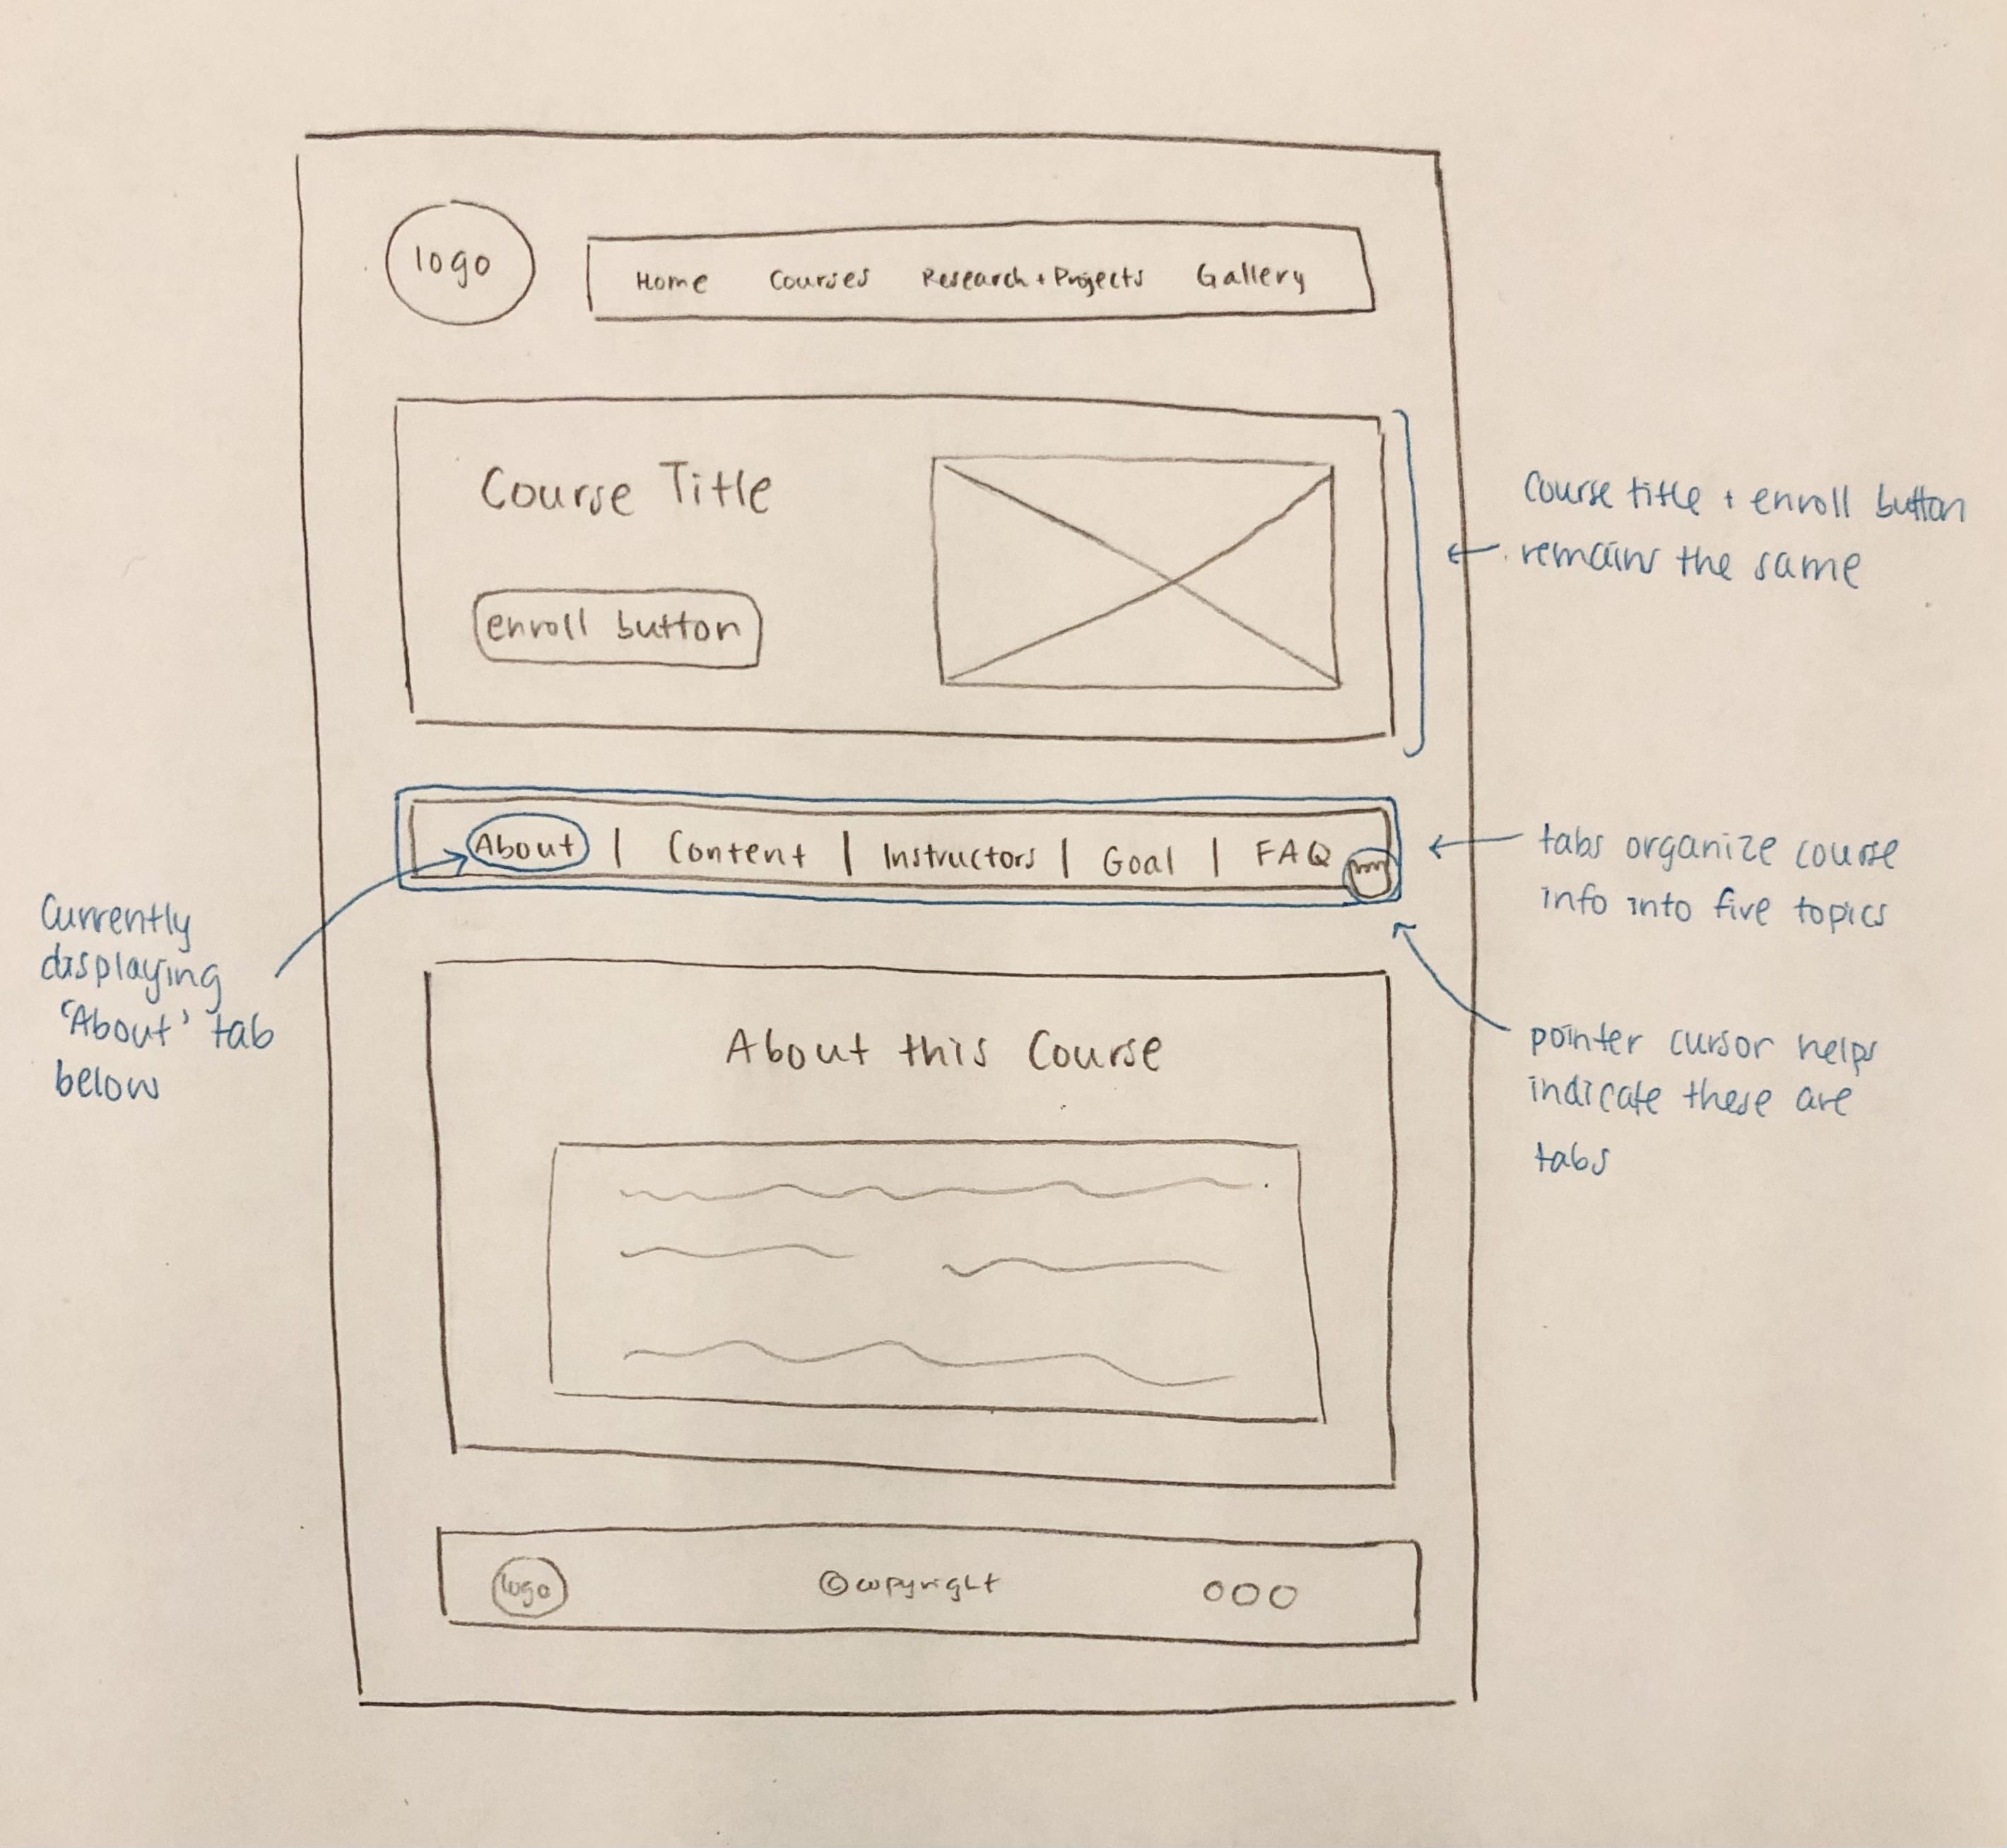 logo
Home Courses Research + Projects Gallery
Course Title
enroll button
Course title + enroll button
remains the same
About | Content | Instructors | Goal | FAQ
tabs organize course
info into five topics
Currently
displaying
'About' tab
below
pointer cursor helps
indicate these are
tabs
About this Course
logo
©copyright